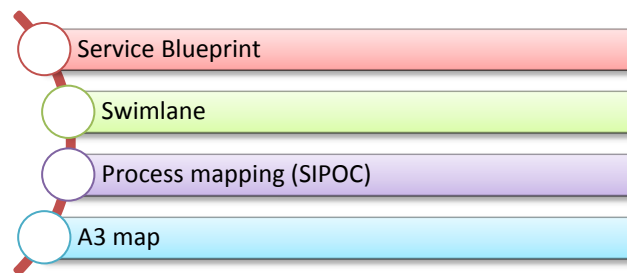 Service Blueprint
Swimlane
Process mapping (SIPOC)
A3 map